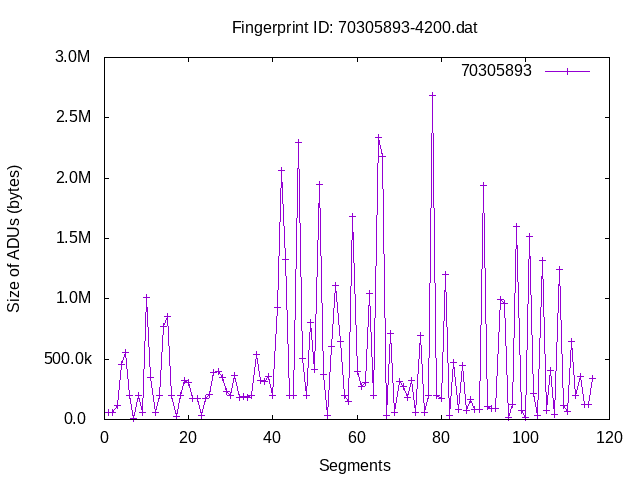 Fingerprint ID: 70305893-4200.dat
70305893
3.0M
2.5M
2.0M
1.5M
1.0M
500.0k
0.0
Size of ADUs (bytes)
0 20 40 60 80 100 120
Segments